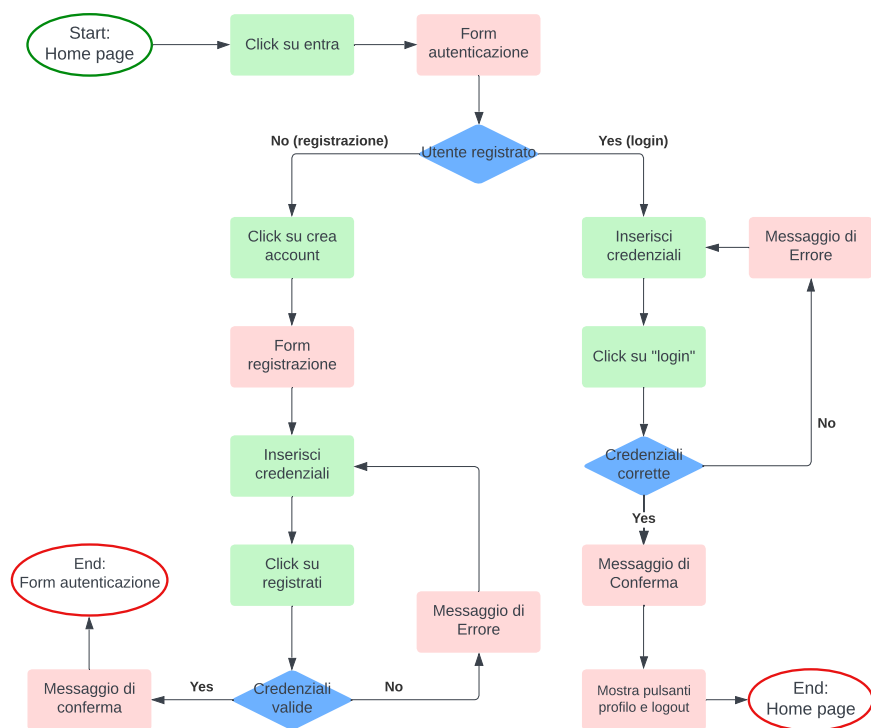 Start:
Home page
Click su entra
Form
autenticazione
Utente registrato
No (registrazione)
Yes (login)
Click su crea
account
Form
registrazione
Inserisci
credenziali
Click su
registrati
Credenziali
valide
Yes
No
Messaggio di
conferma
End:
Form autenticazione
Messaggio di
Errore
Inserisci
credenziali
Messaggio di
Errore
Click su "login"
Credenziali
corrette
No
Yes
Messaggio di
Conferma
Mostra pulsanti
profilo e logout
End:
Home page